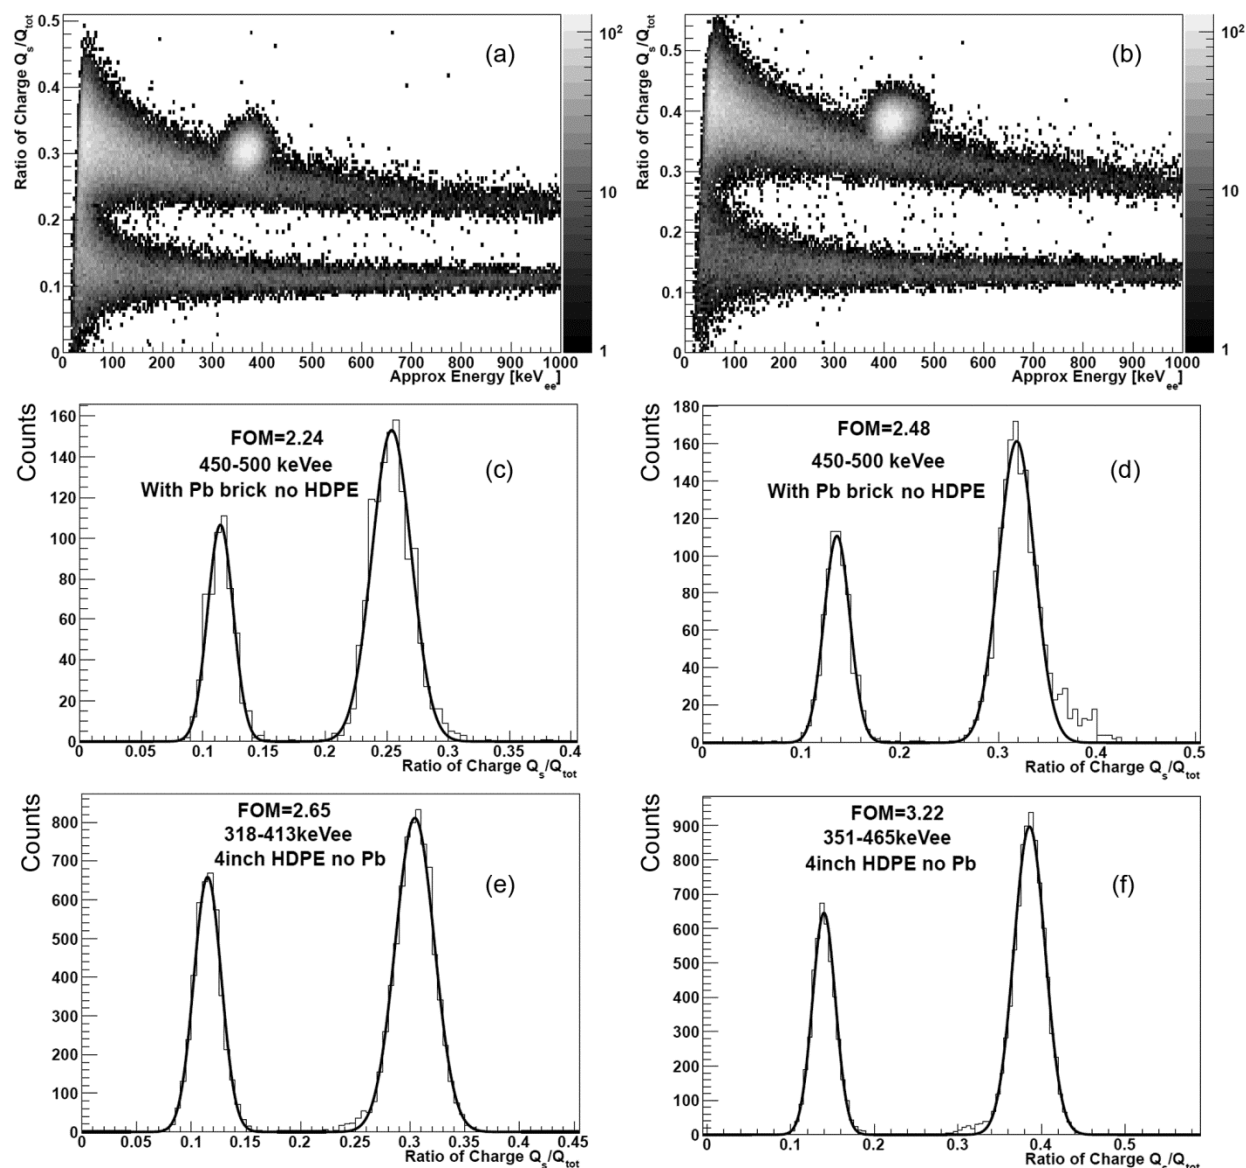 Ratio of Charge Q_s/Q_tot
0.5
0.4
0.3
0.2
0.1
0
0 100 200 300 400 500 600 700 800 900 1000
Approx Energy [keV_ee]
(a)
10^2
10
1
Ratio of Charge Q_s/Q_tot
0.5
0.4
0.3
0.2
0.1
0
0 100 200 300 400 500 600 700 800 900 1000
Approx Energy [keV_ee]
(b)
10^2
10
1
Counts
160
140
120
100
80
60
40
20
0
FOM=2.24
450-500 keVee
With Pb brick no HDPE
(c)
0 0.05 0.1 0.15 0.2 0.25 0.3 0.35 0.4
Ratio of Charge Q_s/Q_tot
Counts
180
160
140
120
100
80
60
40
20
0
FOM=2.48
450-500 keVee
With Pb brick no HDPE
(d)
0 0.1 0.2 0.3 0.4 0.5
Ratio of Charge Q_s/Q_tot
Counts
800
700
600
500
400
300
200
100
0
FOM=2.65
318-413keVee
4inch HDPE no Pb
(e)
0 0.05 0.1 0.15 0.2 0.25 0.3 0.35 0.4 0.45
Ratio of Charge Q_s/Q_tot
Counts
900
800
700
600
500
400
300
200
100
0
FOM=3.22
351-465keVee
4inch HDPE no Pb
(f)
0 0.1 0.2 0.3 0.4 0.5
Ratio of Charge Q_s/Q_tot